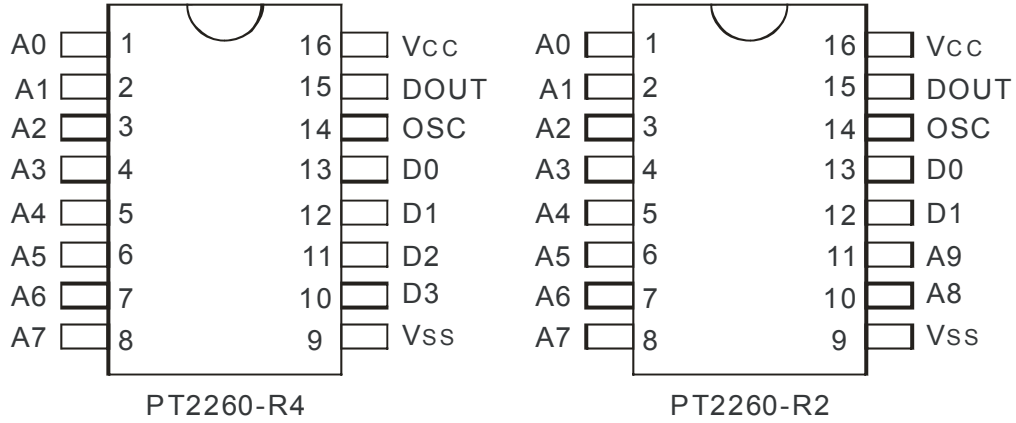 A0 1 16 VCC A0 1 16 VCC
A1 2 15 DOUT A1 2 15 DOUT
A2 3 14 OSC A2 3 14 OSC
A3 4 13 D0 A3 4 13 D0
A4 5 12 D1 A4 5 12 D1
A5 6 11 D2 A5 6 11 A9
A6 7 10 D3 A6 7 10 A8
A7 8 9 VSS A7 8 9 VSS
PT2260-R4 PT2260-R2